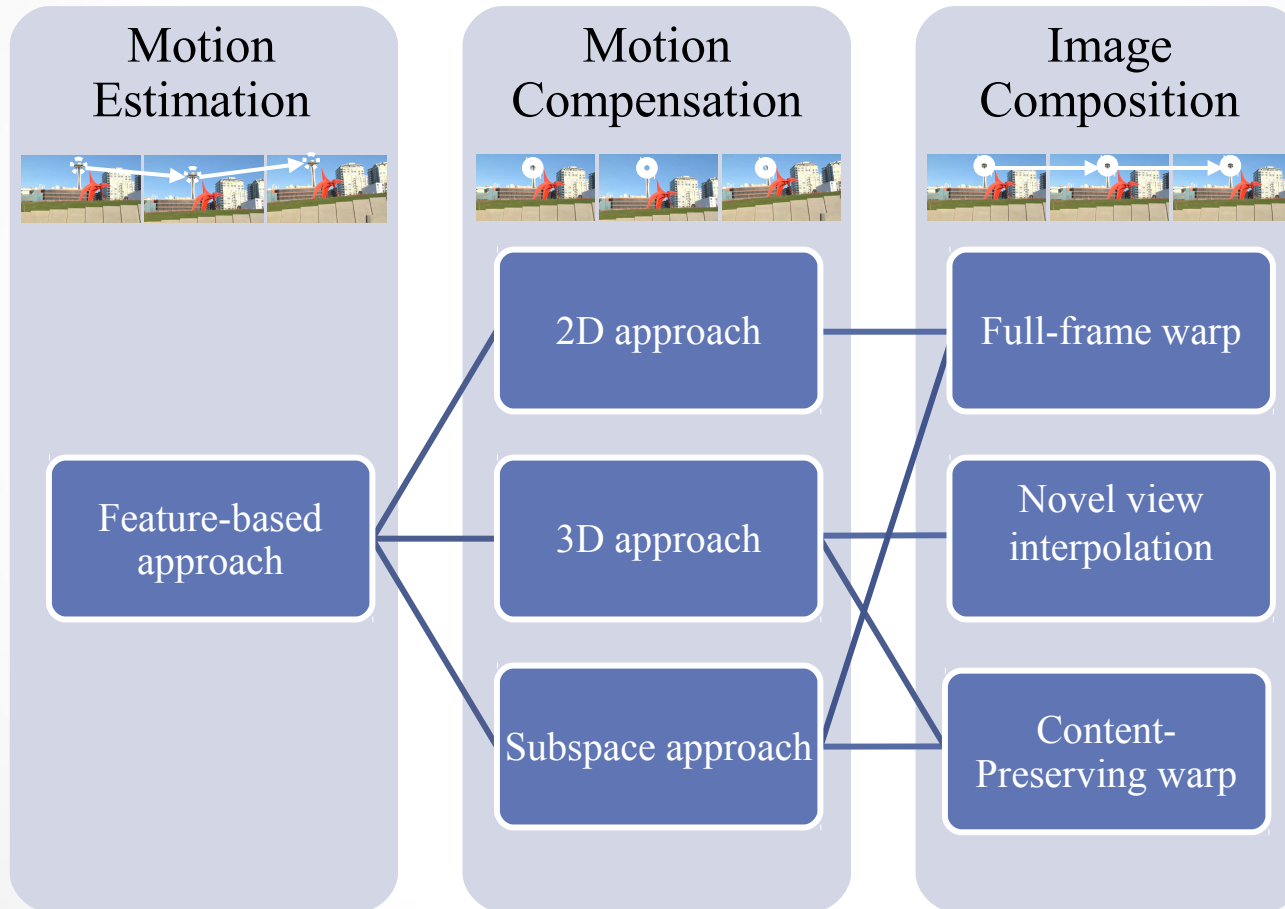 Motion
Estimation
Motion
Compensation
Image
Composition
Feature-based
approach
2D approach
3D approach
Subspace approach
Full-frame warp
Novel view
interpolation
Content-
Preserving warp